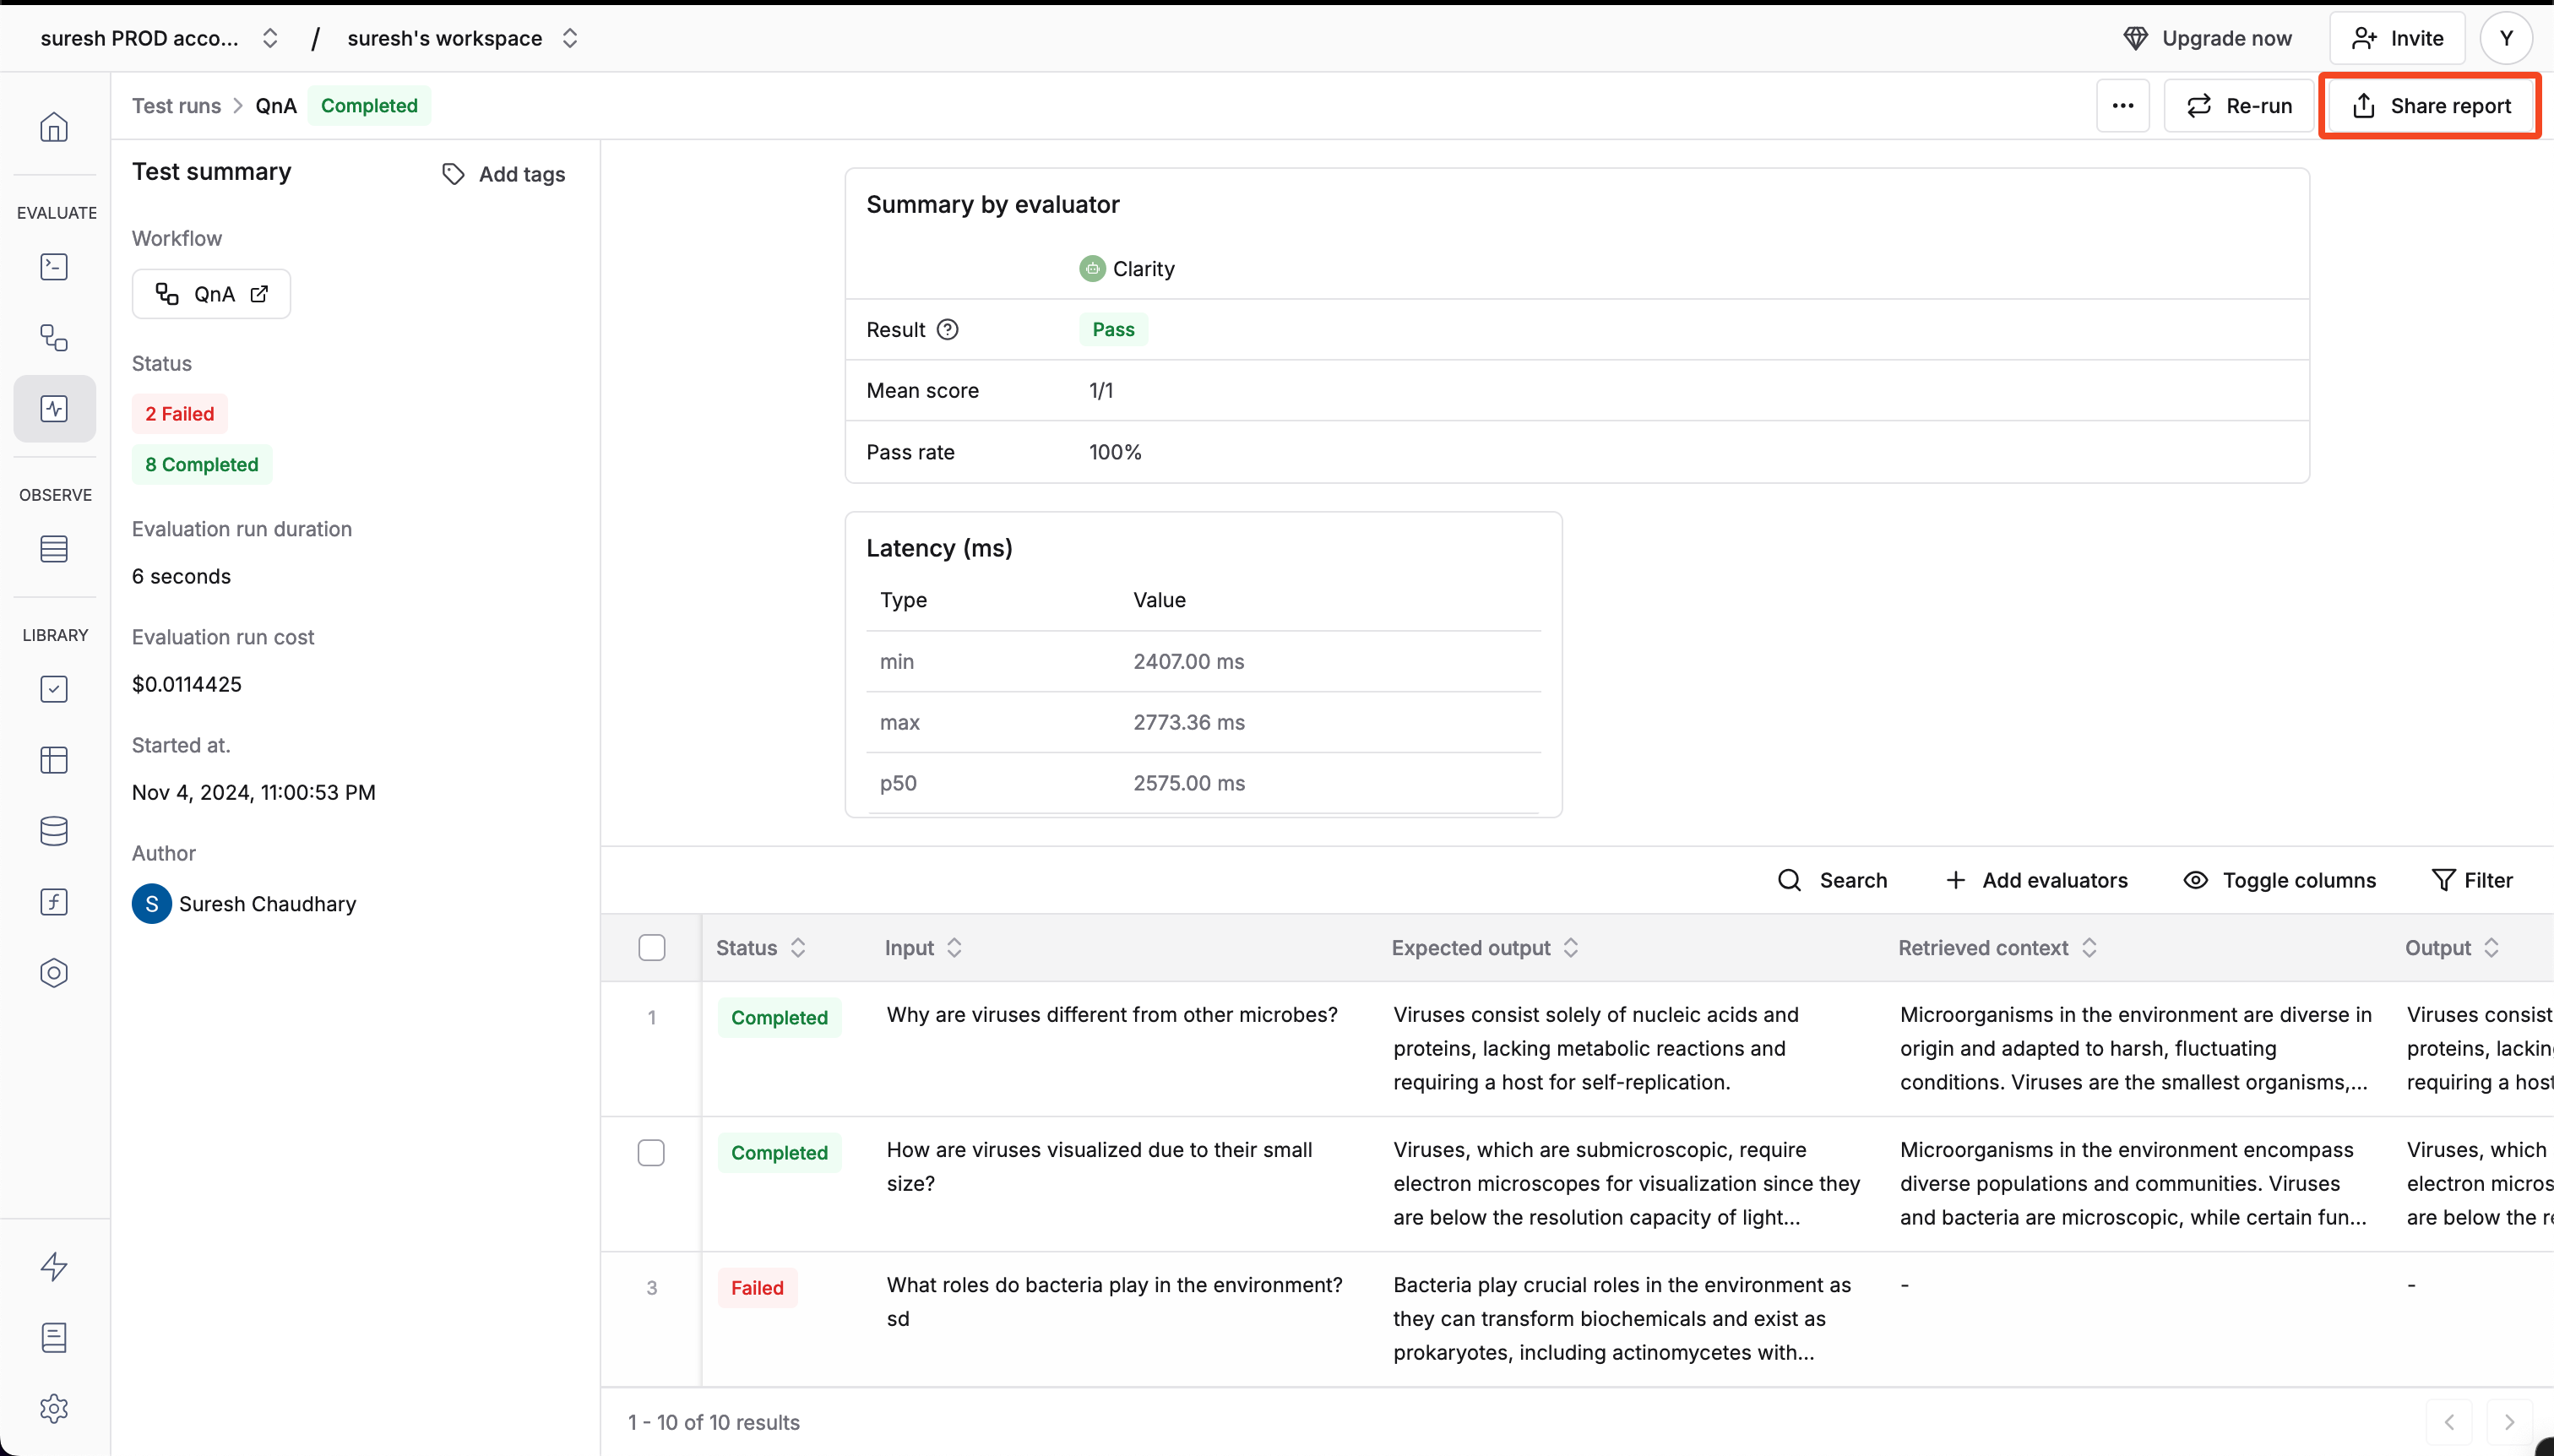 suresh PROD acco... / suresh's workspace
Upgrade now
Invite
Y
Test runs > QnA Completed
...
Re-run
Share report
EVALUATE
OBSERVE
LIBRARY
Test summary
Add tags
Workflow
QnA
Status
2 Failed
8 Completed
Evaluation run duration
6 seconds
Evaluation run cost
$0.0114425
Started at.
Nov 4, 2024, 11:00:53 PM
Author
S Suresh Chaudhary
Summary by evaluator
Clarity
Result ? Pass
Mean score 1/1
Pass rate 100%
Latency (ms)
Type Value
min 2407.00 ms
max 2773.36 ms
p50 2575.00 ms
Search
Add evaluators
Toggle columns
Filter
Status Input Expected output Retrieved context Output
1
Completed
Why are viruses different from other microbes?
Viruses consist solely of nucleic acids and
proteins, lacking metabolic reactions and
requiring a host for self-replication.
Microorganisms in the environment are diverse in
origin and adapted to harsh, fluctuating
conditions. Viruses are the smallest organisms,...
Viruses consist
proteins, lackin
requiring a host
Completed
How are viruses visualized due to their small
size?
Viruses, which are submicroscopic, require
electron microscopes for visualization since they
are below the resolution capacity of light...
Microorganisms in the environment encompass
diverse populations and communities. Viruses
and bacteria are microscopic, while certain fun...
Viruses, which
electron micros
are below the
3
Failed
What roles do bacteria play in the environment?
sd
Bacteria play crucial roles in the environment as
they can transform biochemicals and exist as
prokaryotes, including actinomycetes with...
-
-
1 - 10 of 10 results